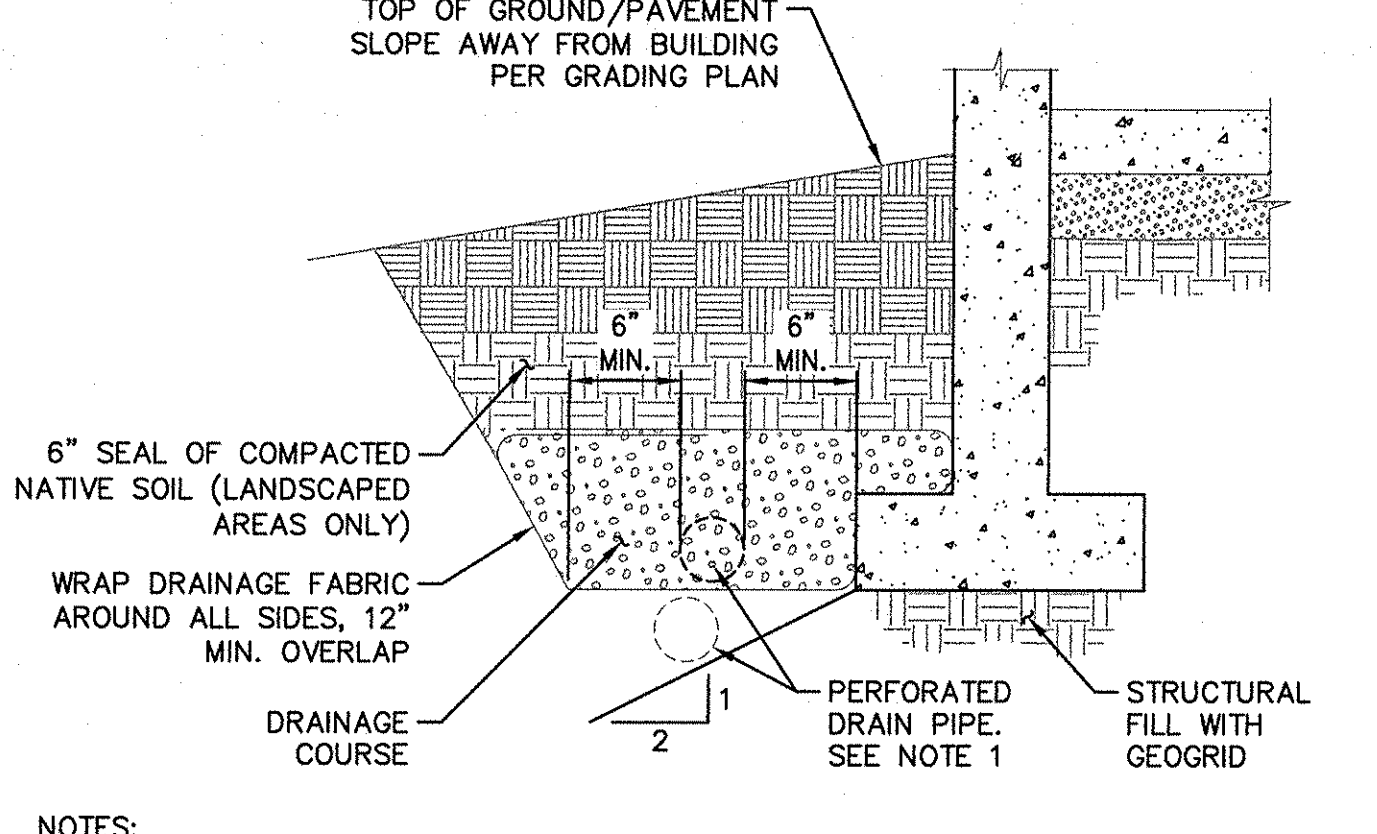 TOP OF GROUND/PAVEMENT
SLOPE AWAY FROM BUILDING
PER GRADING PLAN
6"
MIN.
6"
MIN.
6" SEAL OF COMPACTED
NATIVE SOIL (LANDSCAPED
AREAS ONLY)
WRAP DRAINAGE FABRIC
AROUND ALL SIDES, 12"
MIN. OVERLAP
DRAINAGE
COURSE
1
2
PERFORATED
DRAIN PIPE.
SEE NOTE 1
STRUCTURAL
FILL WITH
GEOGRID
NOTES: